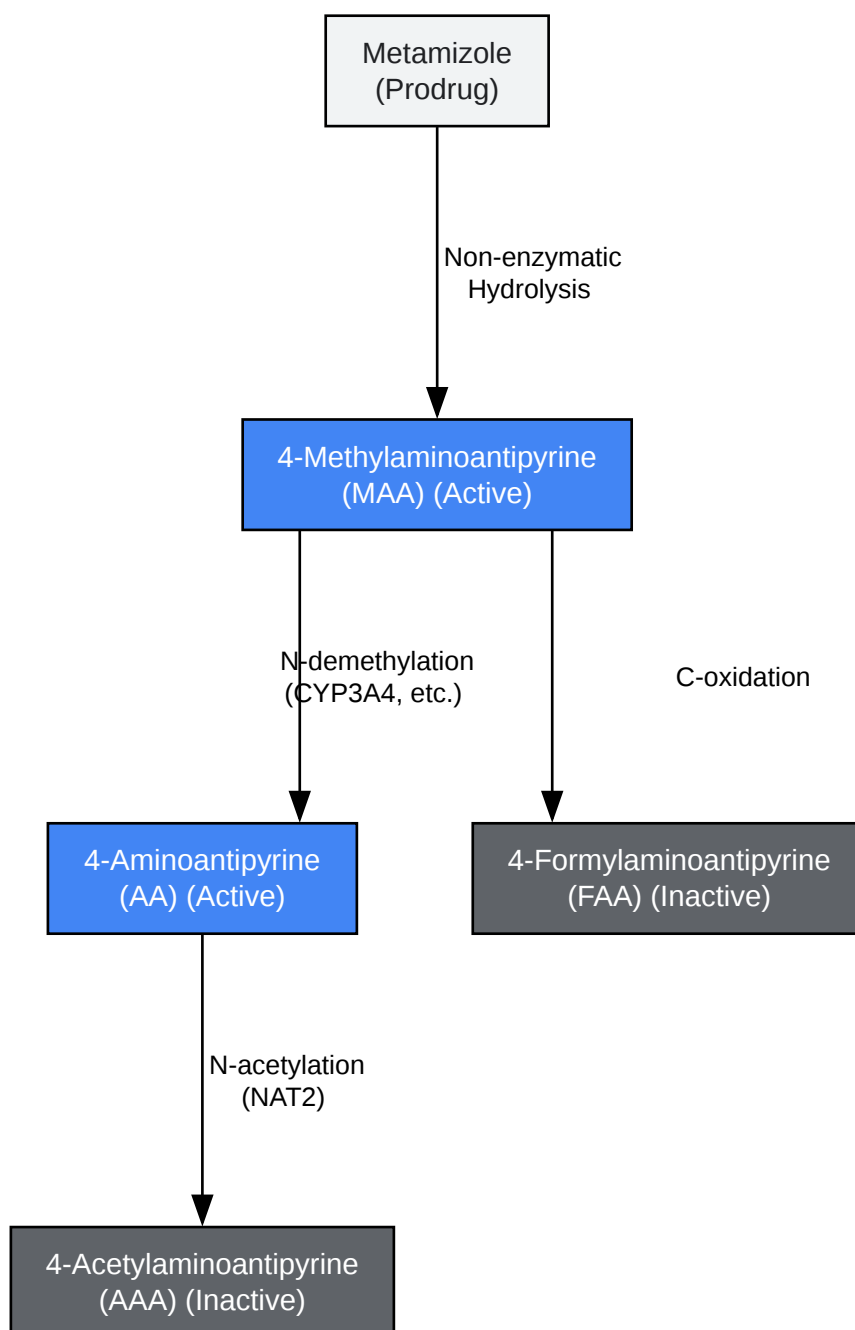 Metamizole
(Prodrug)
Non-enzymatic
Hydrolysis
4-Methylaminoantipyrine
(MAA) (Active)
N-demethylation
(CYP3A4, etc.)
C-oxidation
4-Aminoantipyrine
(AA) (Active)
4-Formylaminoantipyrine
(FAA) (Inactive)
N-acetylation
(NAT2)
4-Acetylaminoantipyrine
(AAA) (Inactive)